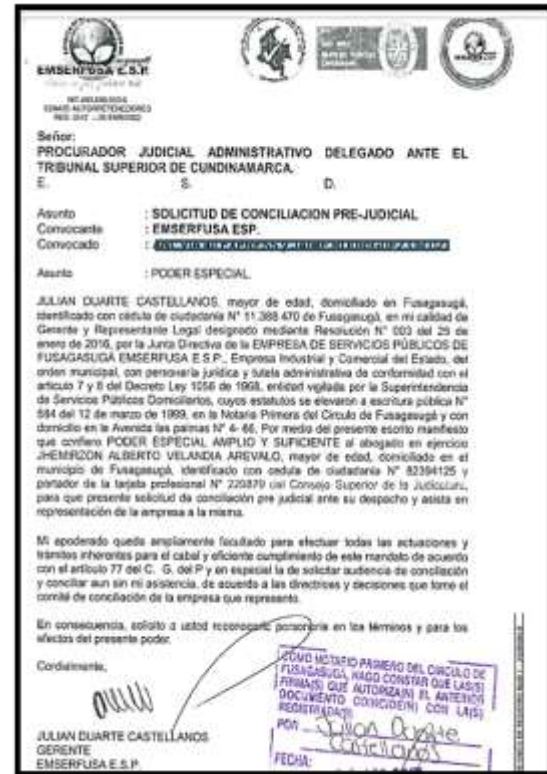 EMSERFUSA E.S.P.
Señor:
PROCURADOR JUDICIAL ADMINISTRATIVO DELEGADO ANTE EL
TRIBUNAL SUPERIOR DE CUNDINAMARCA.
E. S. D.
Asunto : SOLICITUD DE CONCILIACION PRE-JUDICIAL
Convocante : EMSERFUSA ESP.
Convocado :
Asunto : PODER ESPECIAL.
JULIAN DUARTE CASTELLANOS, mayor de edad, domiciliado en Fusagasugá,
identificado con cédula de ciudadanía N° 11.388.470 de Fusagasugá, en mi calidad de
Gerente y Representante Legal designado mediante Resolución N° 003 del 25 de
enero de 2016, por la Junta Directiva de la EMPRESA DE SERVICIOS PÚBLICOS DE
FUSAGASUGÁ EMSERFUSA E.S.P., Empresa Industrial y Comercial del Estado, del
orden municipal, con personería jurídica y tutela administrativa de conformidad con el
artículo 7 y 8 del Decreto Ley 1056 de 1968, entidad vigilada por la Superintendencia
de Servicios Públicos Domiciliarios, cuyos estatutos se elevaron a escritura pública N°
684 del 12 de marzo de 1999, en la Notaria Primera del Círculo de Fusagasugá y con
domicilio en la Avenida las palmas N° 4- 66. Por medio del presente escrito manifiesto
que confiero PODER ESPECIAL AMPLIO Y SUFICIENTE al abogado en ejercicio
JHEMIRZON ALBERTO VELANDIA AREVALO, mayor de edad, domiciliado en el
municipio de Fusagasugá, identificado con cedula de ciudadanía N° 82394125 y
portador de la tarjeta profesional N° 220879 del Consejo Superior de la Judicatura,
para que presente solicitud de conciliación pre judicial ante su despacho y asista en
representación de la empresa a la misma.
Mi apoderado queda ampliamente facultado para efectuar todas las actuaciones y
trámites inherentes para el cabal y eficiente cumplimiento de este mandato de acuerdo
con el artículo 77 del C. G. del P y en especial la de solicitar audiencia de conciliación
y conciliar aun sin mi asistencia, de acuerdo a las directrices y decisiones que tome el
comité de conciliación de la empresa que represento.
En consecuencia, solicito a usted reconocerle personería en los términos y para los
efectos del presente poder.
Cordialmente,
JULIAN DUARTE CASTELLANOS
GERENTE
EMSERFUSA E.S.P.
COMO NOTARIO PRIMERO DEL CIRCULO DE
FUSAGASUGÁ, HAGO CONSTAR QUE LAS(S)
FIRMA(S) QUE AUTORIZA(N) EL ANTERIOR
DOCUMENTO COINCIDE(N) CON LA(S)
REGISTRADA(S)
POR Julian Duarte
Castellanos
FECHA: